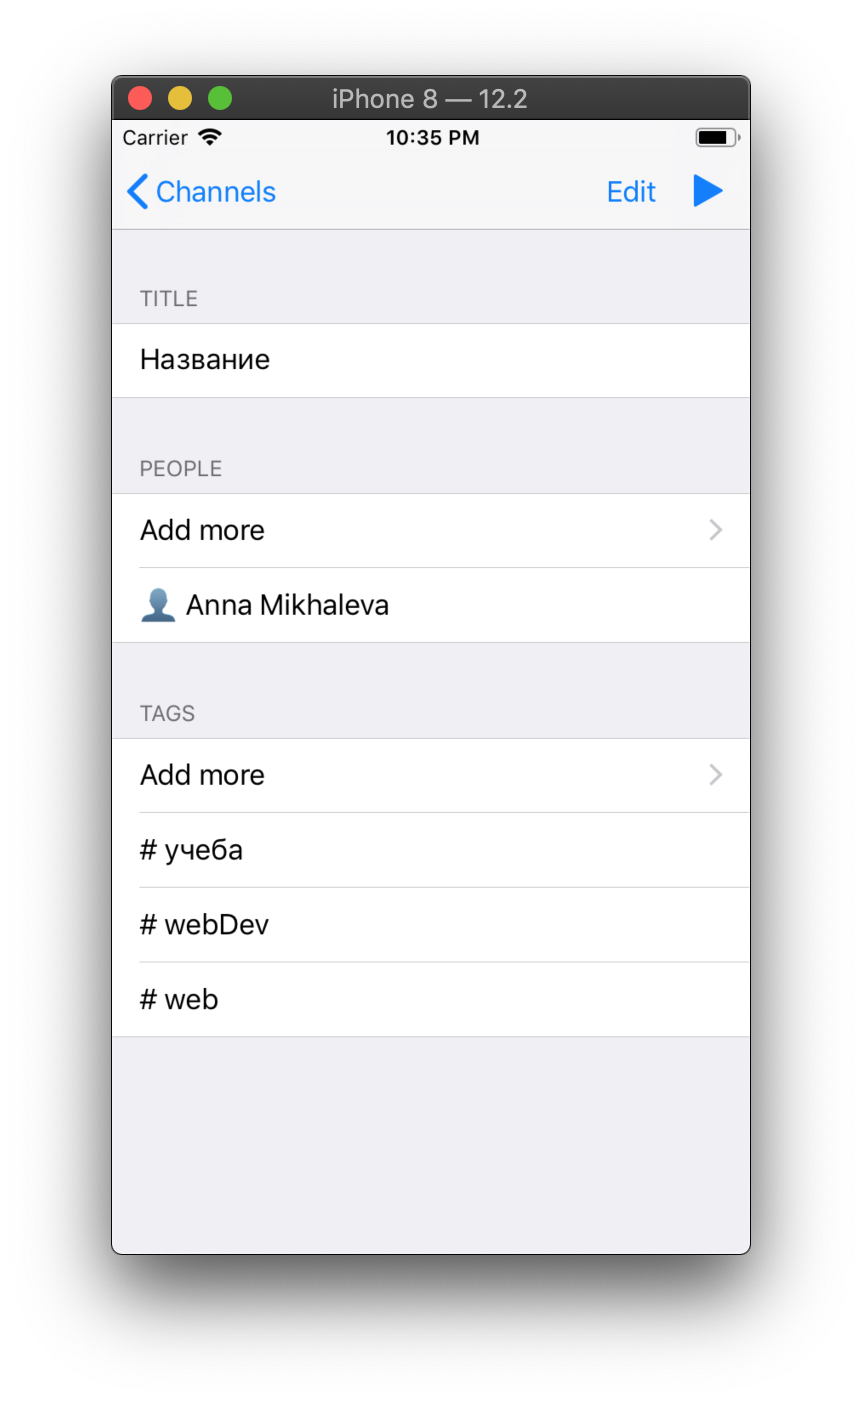 iPhone 8 — 12.2
Carrier 10:35 PM
Channels Edit
TITLE
Название
PEOPLE
Add more
Anna Mikhaleva
TAGS
Add more
# учеба
# webDev
# web